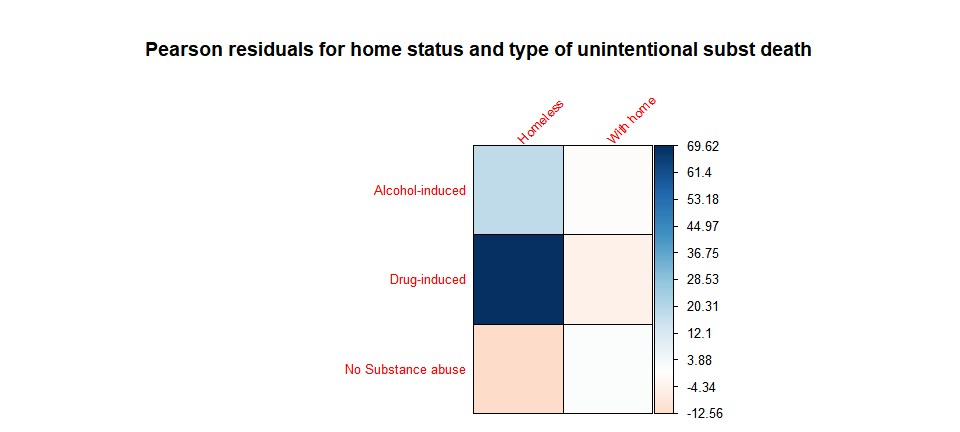 Pearson residuals for home status and type of unintentional subst death
Homeless
With home
Alcohol-induced
Drug-induced
No Substance abuse
69.62
61.4
53.18
44.97
36.75
28.53
20.31
12.1
3.88
-4.34
-12.56